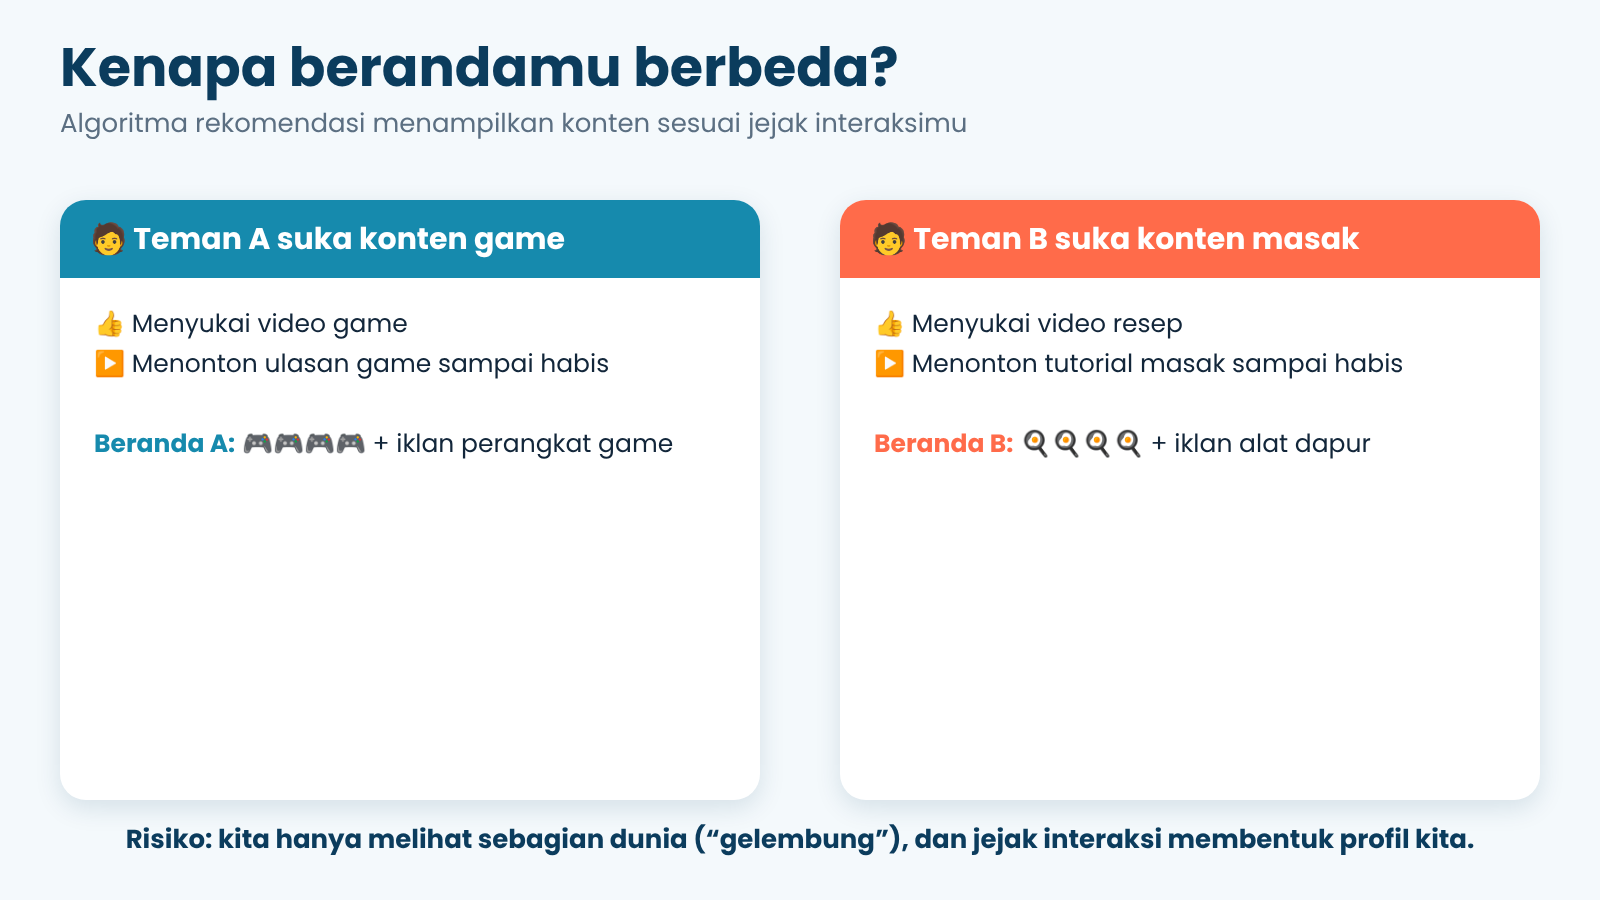 Kenapa berandamu berbeda?
Algoritma rekomendasi menampilkan konten sesuai jejak interaksimu
🧑 Teman A suka konten game
👍 Menyukai video game
▶️ Menonton ulasan game sampai habis
Beranda A: 🎮🎮🎮🎮 + iklan perangkat game
🧑 Teman B suka konten masak
👍 Menyukai video resep
▶️ Menonton tutorial masak sampai habis
Beranda B: 🍳🍳🍳🍳 + iklan alat dapur
Risiko: kita hanya melihat sebagian dunia (“gelembung”), dan jejak interaksi membentuk profil kita.